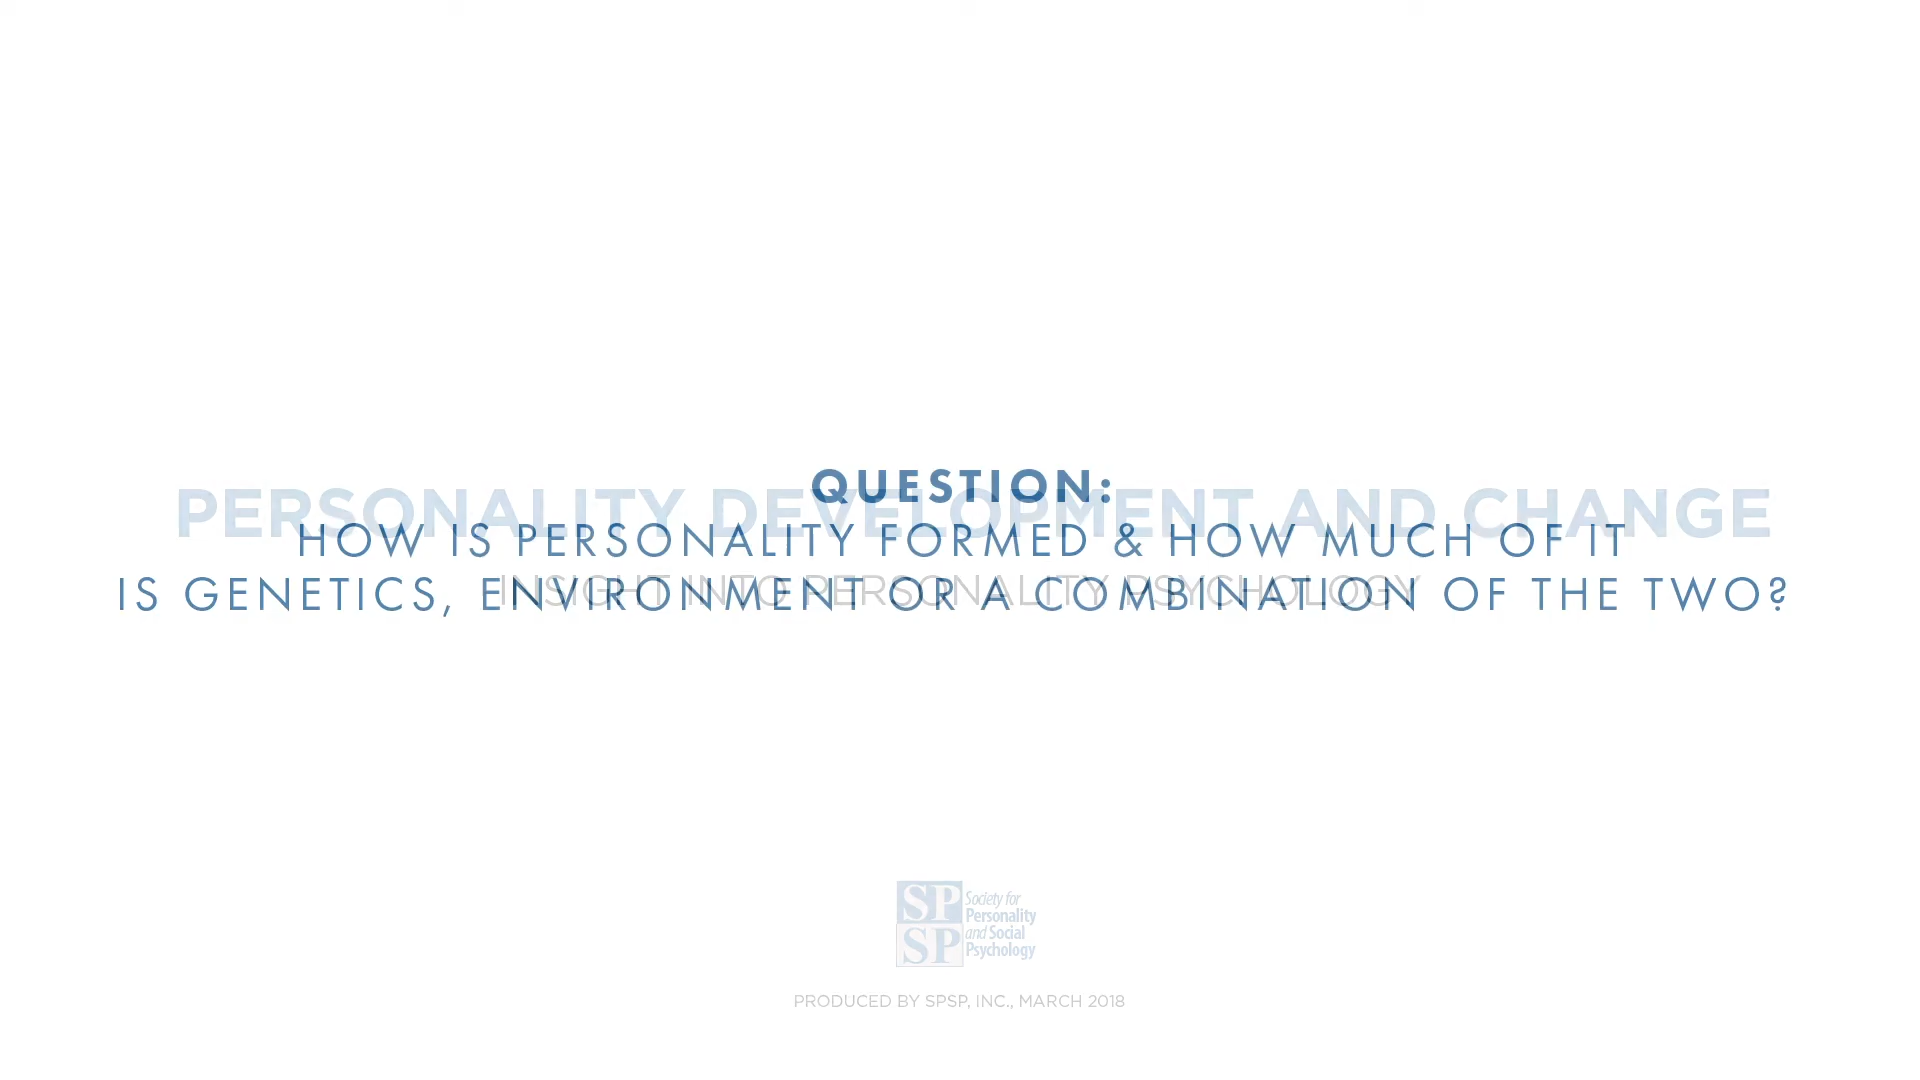 QUESTION:
PERSONALITY DEVELOPMENT AND CHANGE
HOW IS PERSONALITY FORMED & HOW MUCH OF IT
INSIGHT INTO PERSONALITY PSYCHOLOGY
IS GENETICS, ENVIRONMENT OR A COMBINATION OF THE TWO?
SP
SP
Society for
Personality
and Social
Psychology
PRODUCED BY SPSP, INC., MARCH 2018